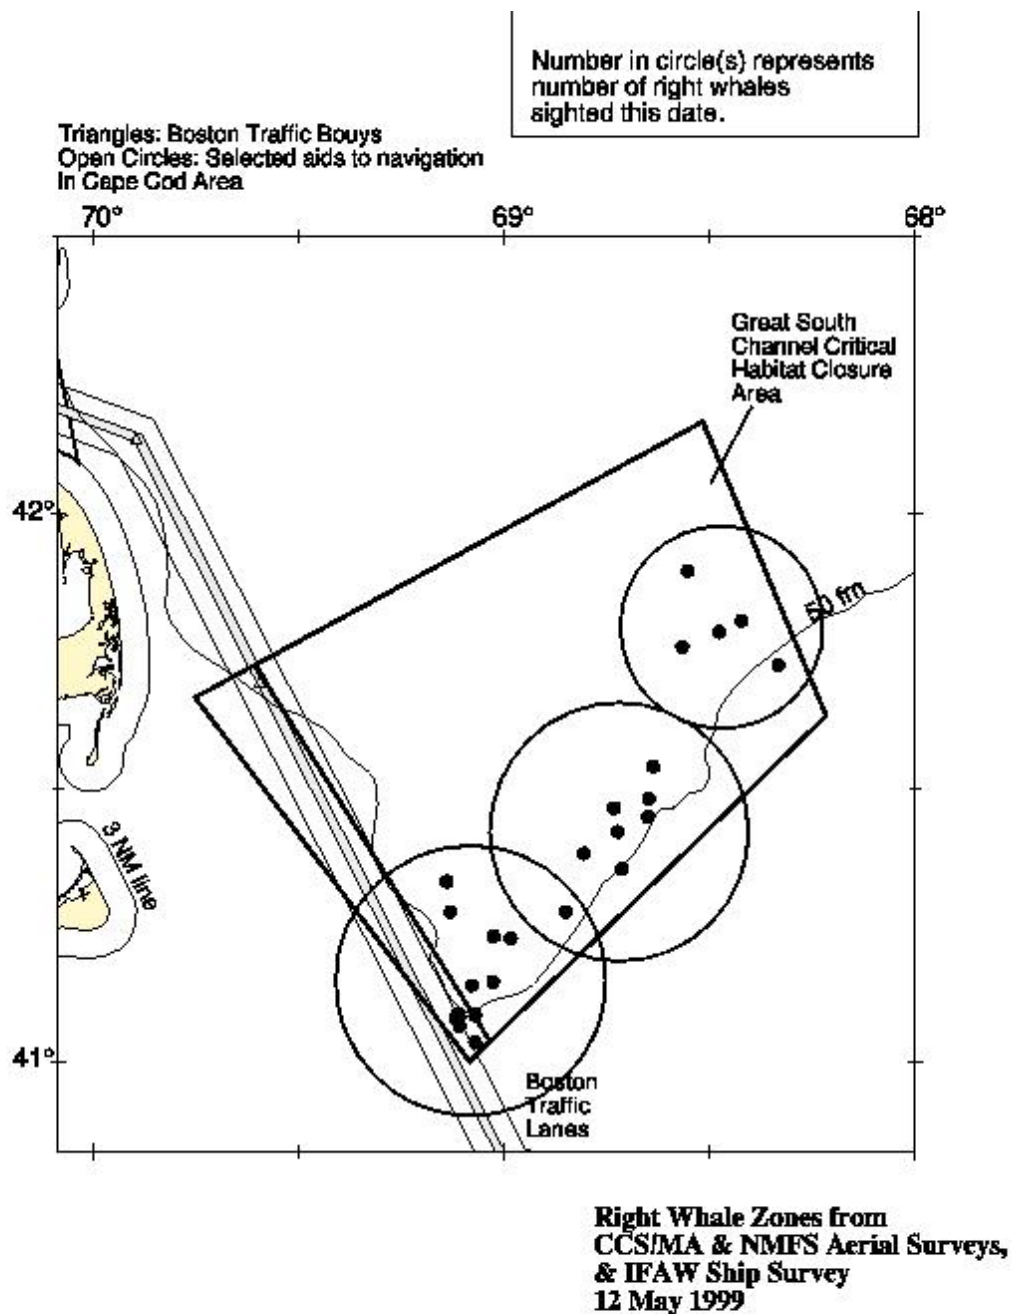 Number in circle(s) represents
number of right whales
sighted this date.
Triangles: Boston Traffic Bouys
Open Circles: Selected aids to navigation
In Cape Cod Area
70°
69°
68°
Great South
Channel Critical
Habitat Closure
Area
42°
50 fm
3 NM line
41°
Boston
Traffic
Lanes
Right Whale Zones from
CCS/MA & NMFS Aerial Surveys,
& IFAW Ship Survey
12 May 1999